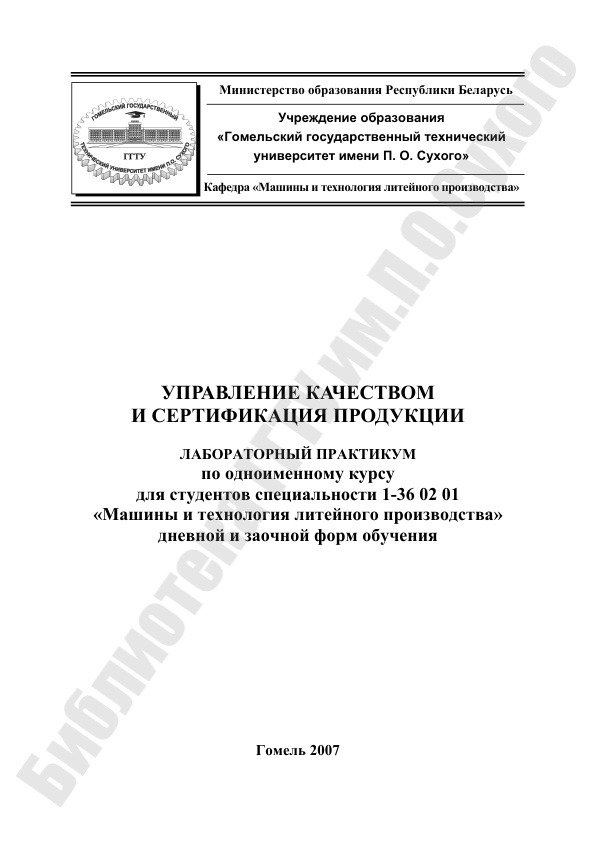 Министерство образования Республики Беларусь
Учреждение образования
«Гомельский государственный технический
университет имени П. О. Сухого»
Кафедра «Машины и технология литейного производства»
ГОМЕЛЬСКИЙ ГОСУДАРСТВЕННЫЙ
ГГТУ
ТЕХНИЧЕСКИЙ УНИВЕРСИТЕТ ИМЕНИ П.О. СУХОГО
УПРАВЛЕНИЕ КАЧЕСТВОМ
И СЕРТИФИКАЦИЯ ПРОДУКЦИИ
ЛАБОРАТОРНЫЙ ПРАКТИКУМ
по одноименному курсу
для студентов специальности 1-36 02 01
«Машины и технология литейного производства»
дневной и заочной форм обучения
Гомель 2007
Библиотека ГГТУ им.П.О.Сухого